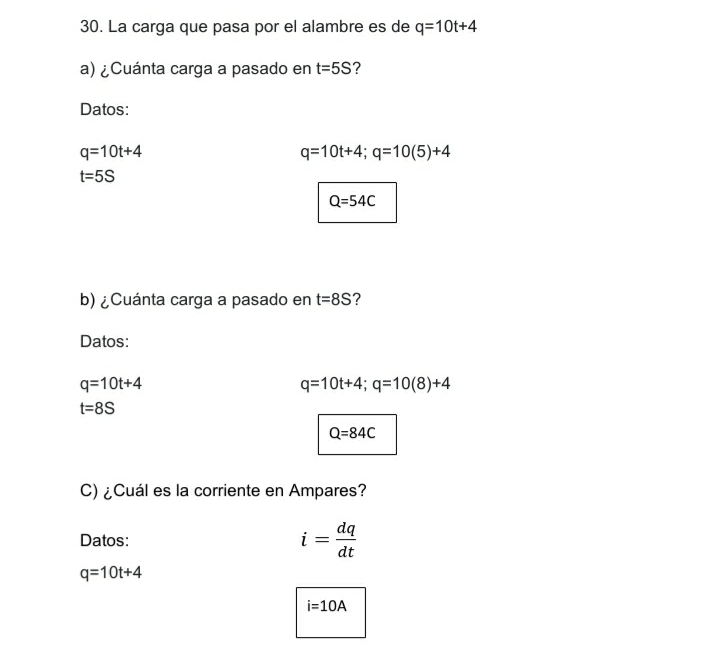 30. La carga que pasa por el alambre es de q=10t+4
a) ¿Cuánta carga a pasado en t=5S?
Datos:
q=10t+4 q=10t+4; q=10(5)+4
t=5S
Q=54C
b) ¿Cuánta carga a pasado en t=8S?
Datos:
q=10t+4 q=10t+4; q=10(8)+4
t=8S
Q=84C
C) ¿Cuál es la corriente en Ampares?
Datos: i = dq/dt
q=10t+4
i=10A